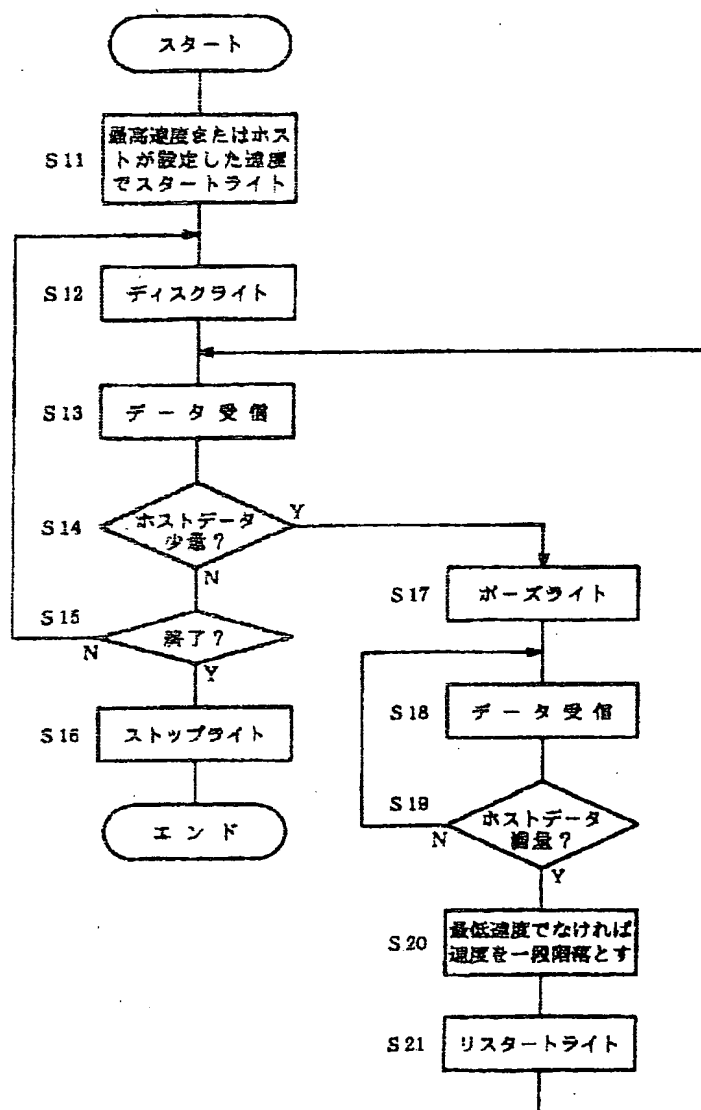 スタート
S11
最高速度またはホス
トが設定した速度
でスタートライト
S12
ディスクライト
S13
データ受信
S14
ホストデータ
少量?
Y
N
S15
終了?
N
Y
S16
ストップライト
エンド
S17
ポーズライト
S18
データ受信
S19
ホストデータ
満量?
N
Y
S20
最低速度でなければ
速度を一段階落とす
S21
リスタートライト